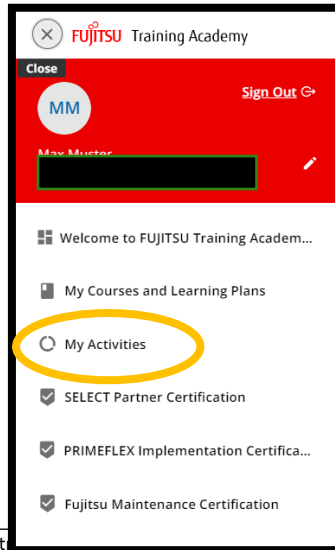 FUJITSU Training Academy
Close
Sign Out
MM
Max Muster
Welcome to FUJITSU Training Academ...
My Courses and Learning Plans
My Activities
SELECT Partner Certification
PRIMEFLEX Implementation Certifica...
Fujitsu Maintenance Certification